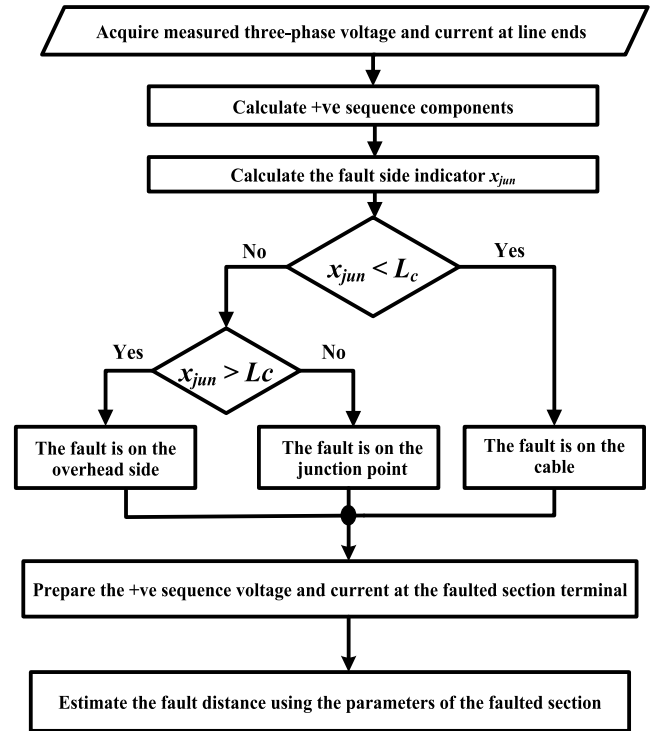 Acquire measured three-phase voltage and current at line ends
Calculate +ve sequence components
Calculate the fault side indicator xjun
No
Yes
xjun < Lc
Yes
No
xjun > Lc
The fault is on the
overhead side
The fault is on the
junction point
The fault is on the
cable
Prepare the +ve sequence voltage and current at the faulted section terminal
Estimate the fault distance using the parameters of the faulted section